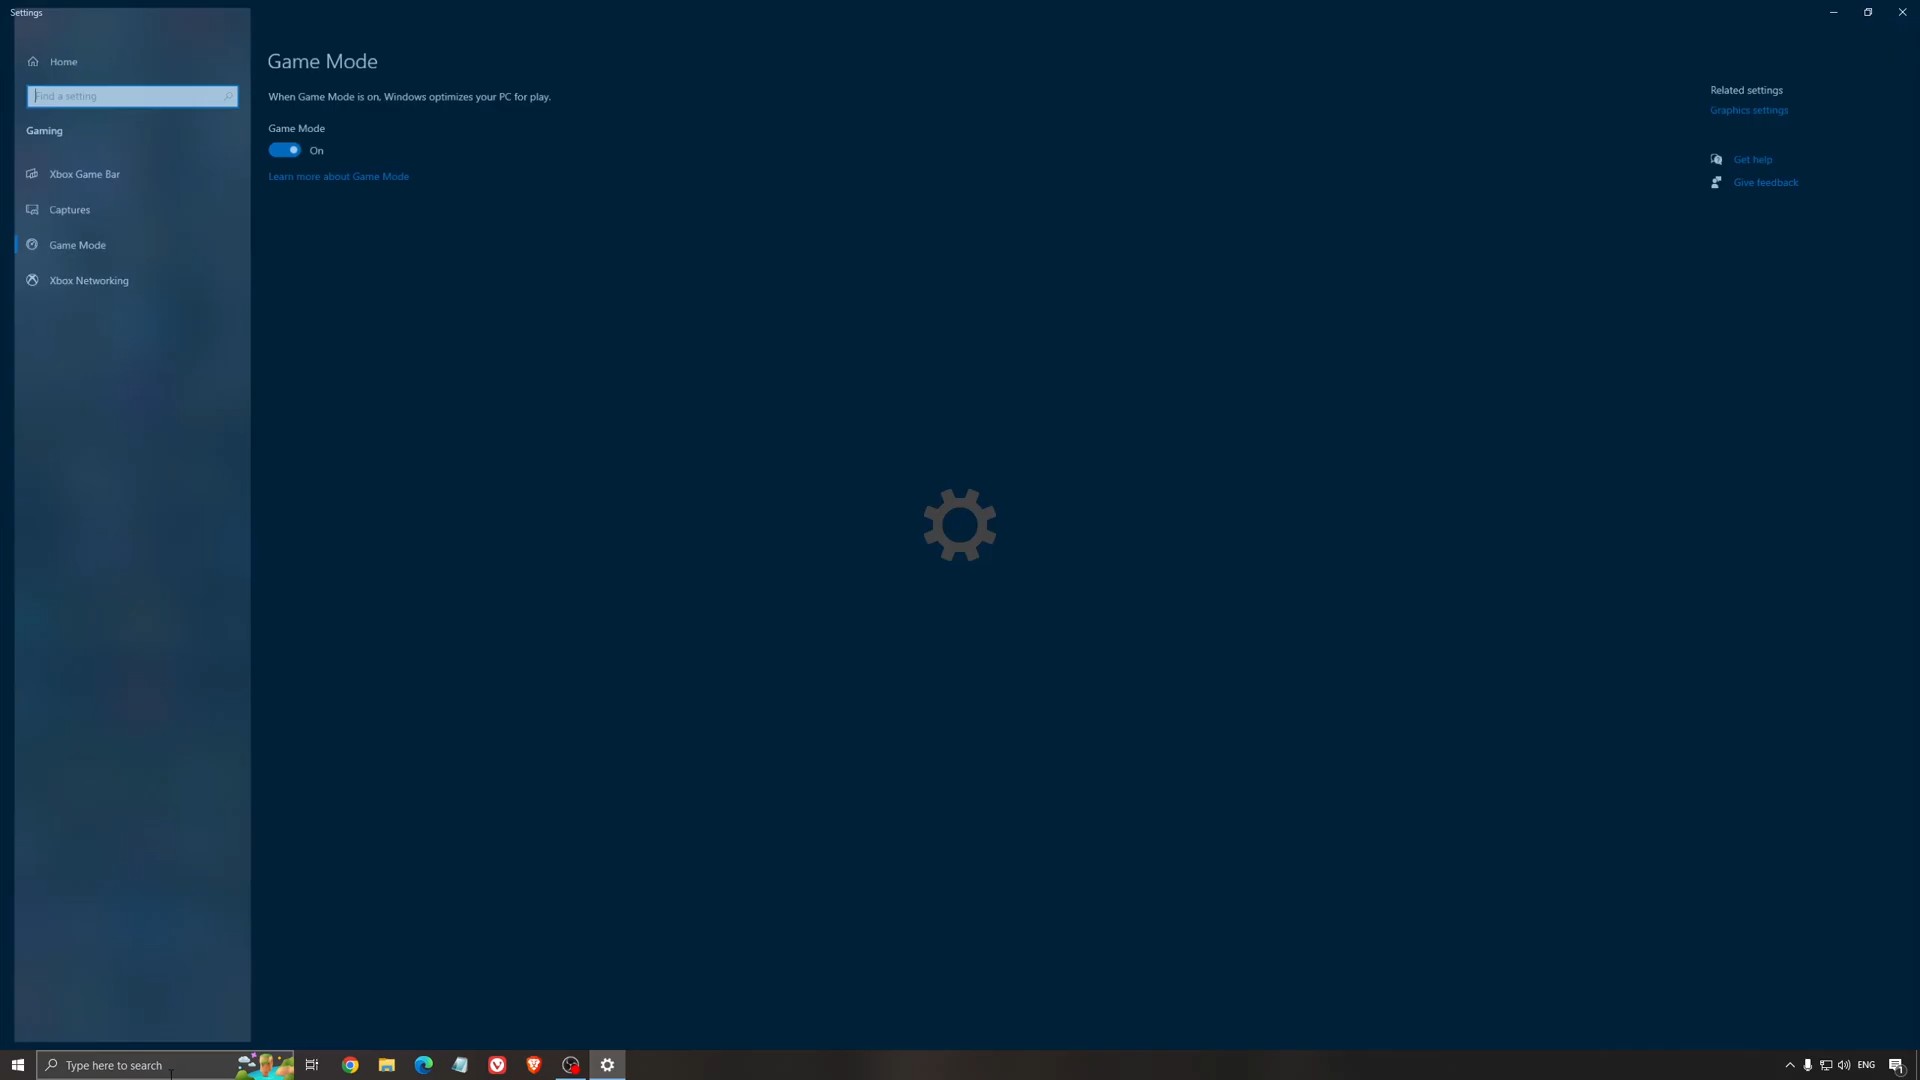 Settings
Home
Find a setting
Gaming
Xbox Game Bar
Captures
Game Mode
Xbox Networking
Game Mode
When Game Mode is on, Windows optimizes your PC for play.
Game Mode
On
Learn more about Game Mode
Related settings
Graphics settings
Get help
Give feedback
Type here to search
ENG
1